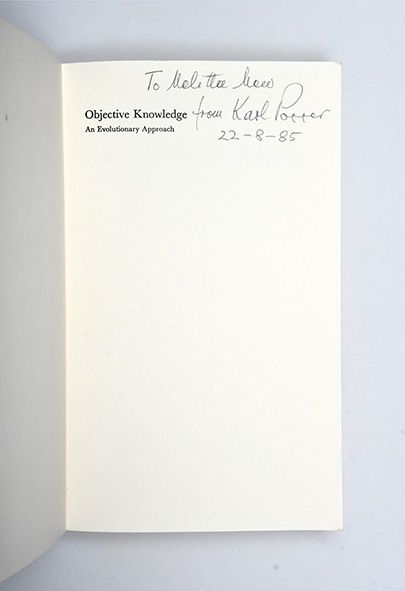 To Melitta Mew
Objective Knowledge from Karl Popper
An Evolutionary Approach
22-8-85